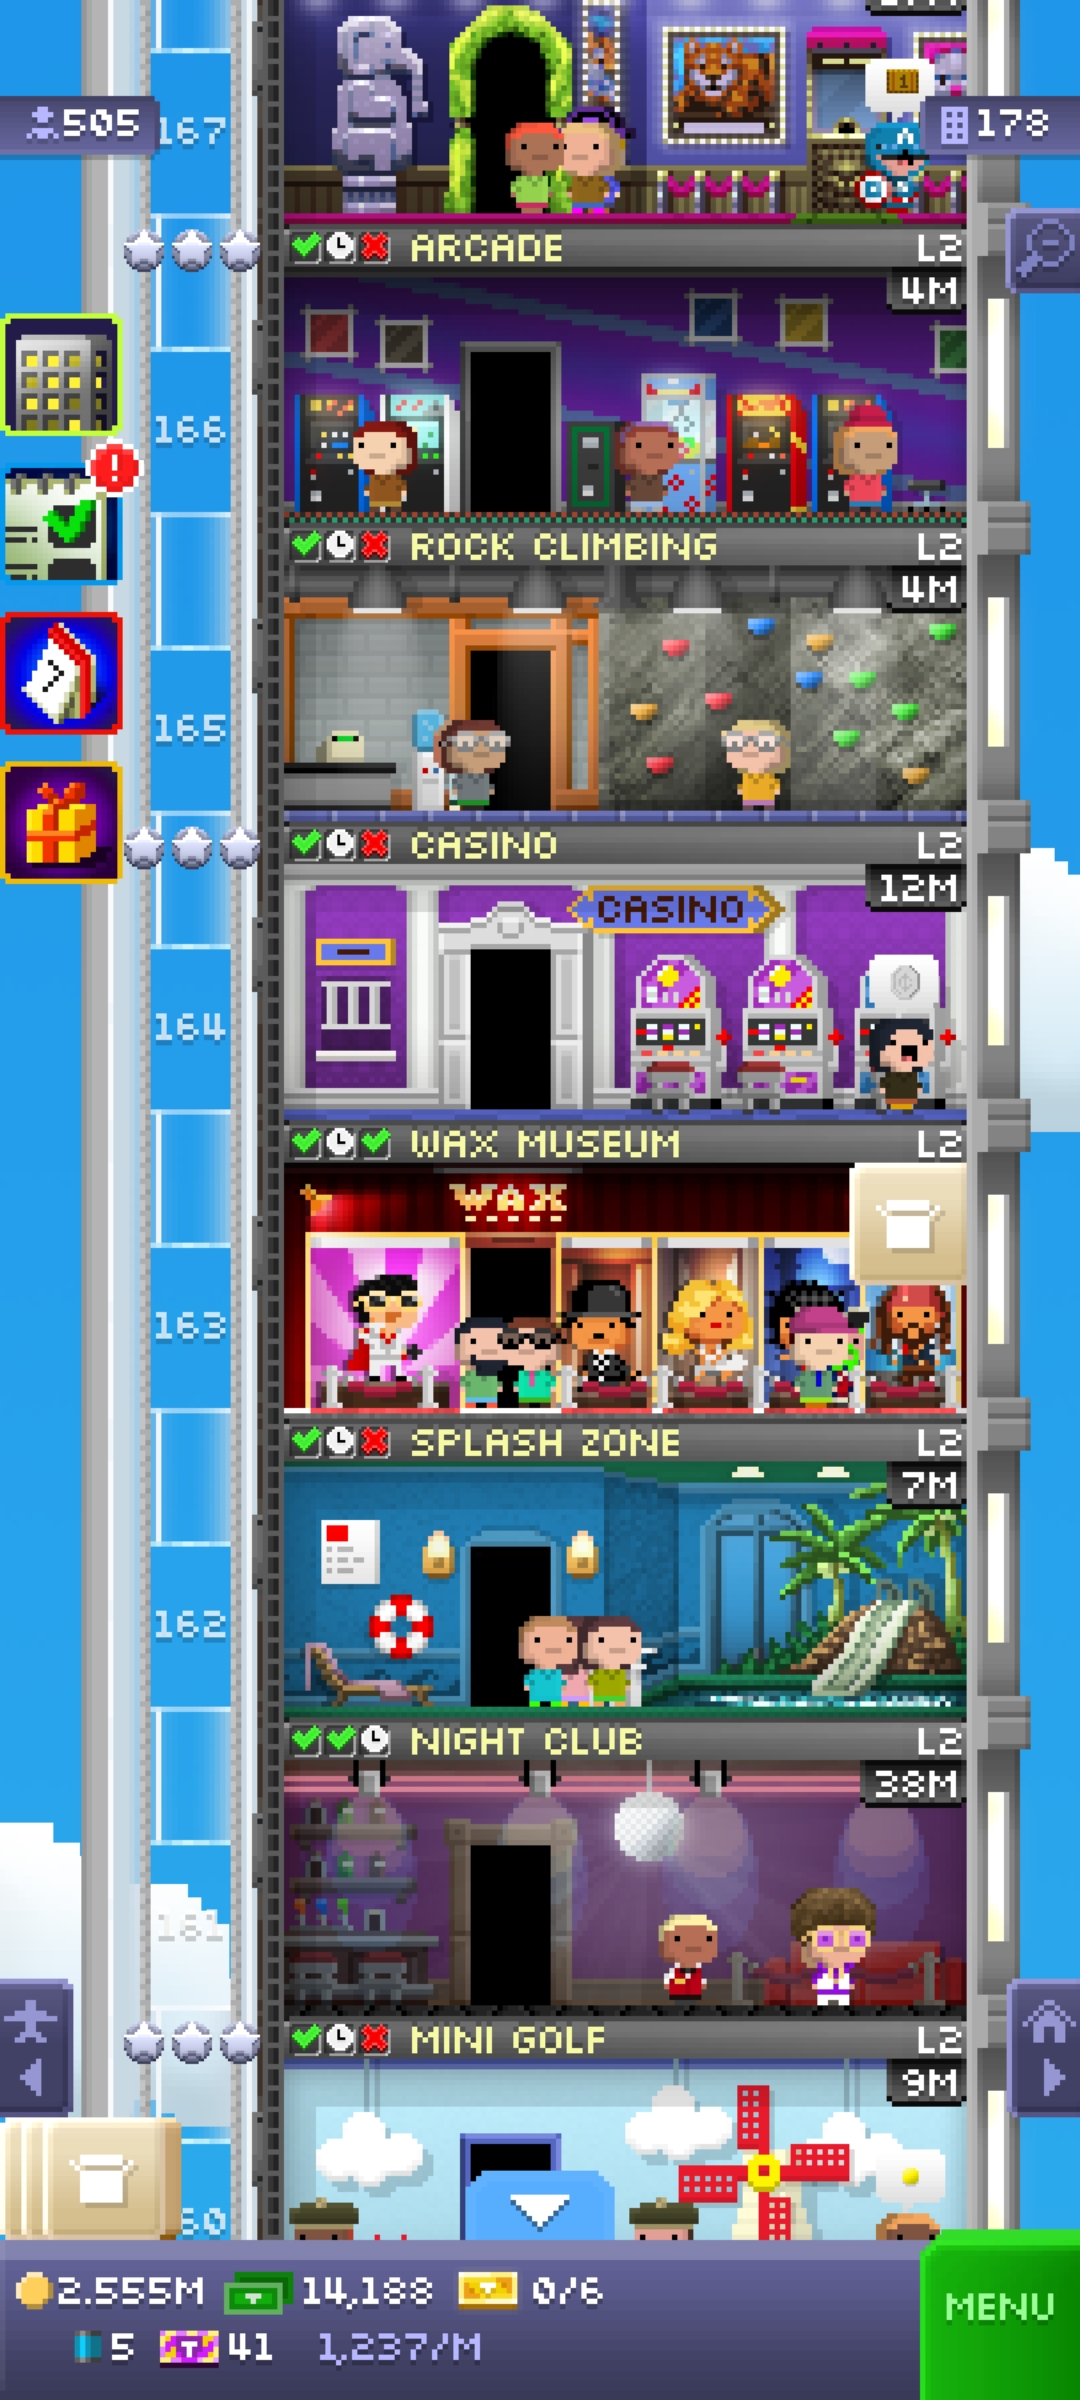 505
167
178
ARCADE L2
4M
166
ROCK CLIMBING L2
4M
165
CASINO L2
12M
CASINO
164
WAX MUSEUM L2
WAX
163
SPLASH ZONE L2
7M
162
NIGHT CLUB L2
38M
161
MINI GOLF L2
9M
60
2.555M 14,188 0/6
5 41 1,237/M
MENU